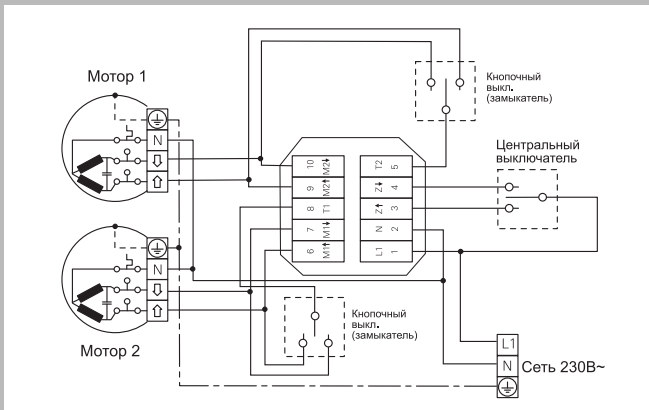 Мотор 1
N
Мотор 2
N
Кнопочный
выкл.
(замыкатель)
Центральный
выключатель
10 M2↓
9 M2↑
8 T1
7 M1↓
6 M1↑
T2 5
Z↓ 4
Z↑ 3
N 2
L1 1
Кнопочный
выкл.
(замыкатель)
L1
N
Сеть 230В~